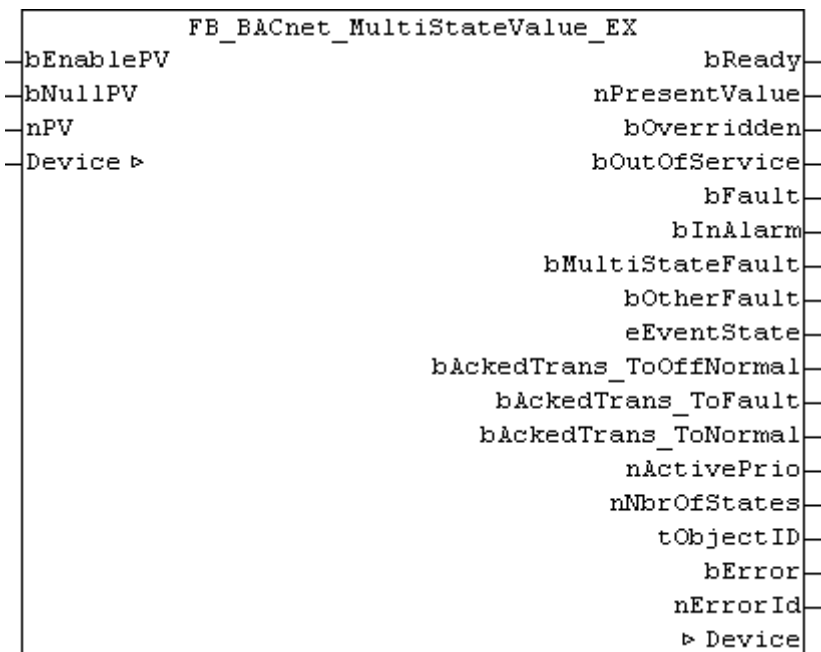 FB_BACnet_MultiStateValue_EX
bEnablePV bReady
bNullPV nPresentValue
nPV bOverridden
Device ▷ bOutOfService
bFault
bInAlarm
bMultiStateFault
bOtherFault
eEventState
bAckedTrans_ToOffNormal
bAckedTrans_ToFault
bAckedTrans_ToNormal
nActivePrio
nNbrOfStates
tObjectID
bError
nErrorId
▷ Device